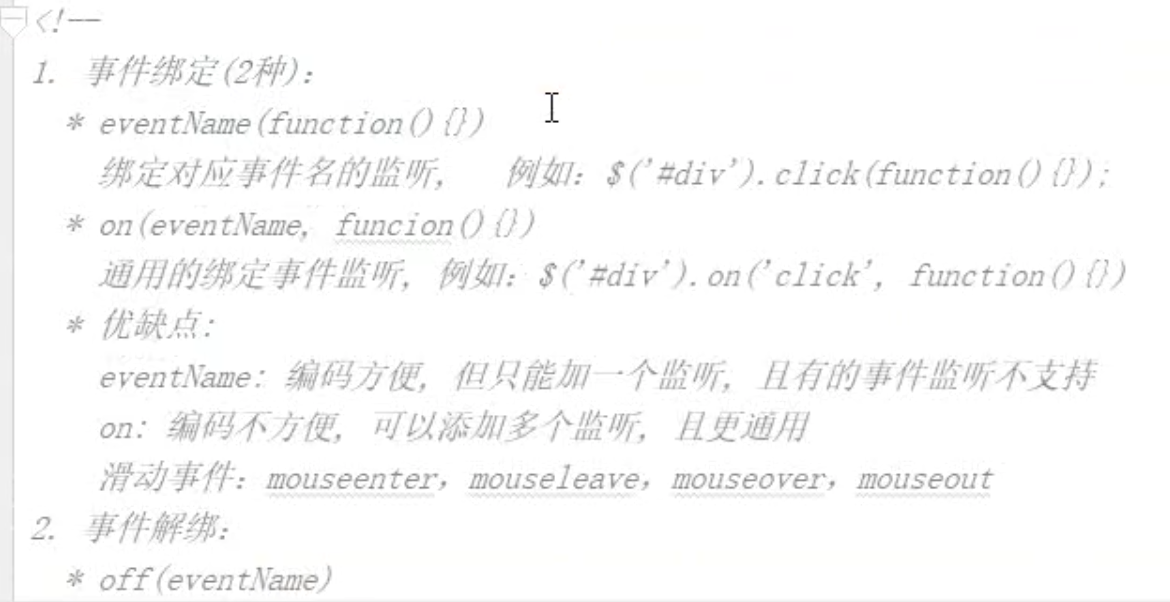 <!--
1. 事件绑定(2种)：
* eventName(function(){})
绑定对应事件名的监听,   例如：$('#div').click(function(){});
* on(eventName, funcion(){})
通用的绑定事件监听, 例如：$('#div').on('click', function(){})
* 优缺点:
eventName: 编码方便, 但只能加一个监听, 且有的事件监听不支持
on: 编码不方便, 可以添加多个监听, 且更通用
滑动事件：mouseenter，mouseleave，mouseover，mouseout
2. 事件解绑：
* off(eventName)